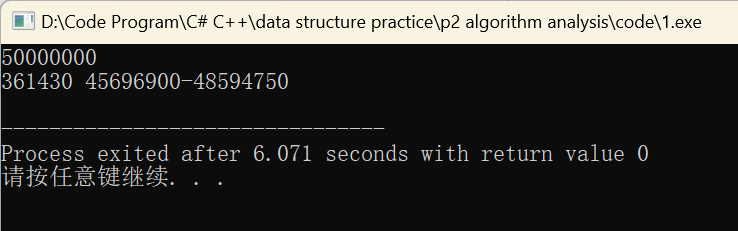 D:\Code Program\C# C++\data structure practice\p2 algorithm analysis\code\1.exe
50000000
361430 45696900-48594750
--------------------------------
Process exited after 6.071 seconds with return value 0
请按任意键继续. . .